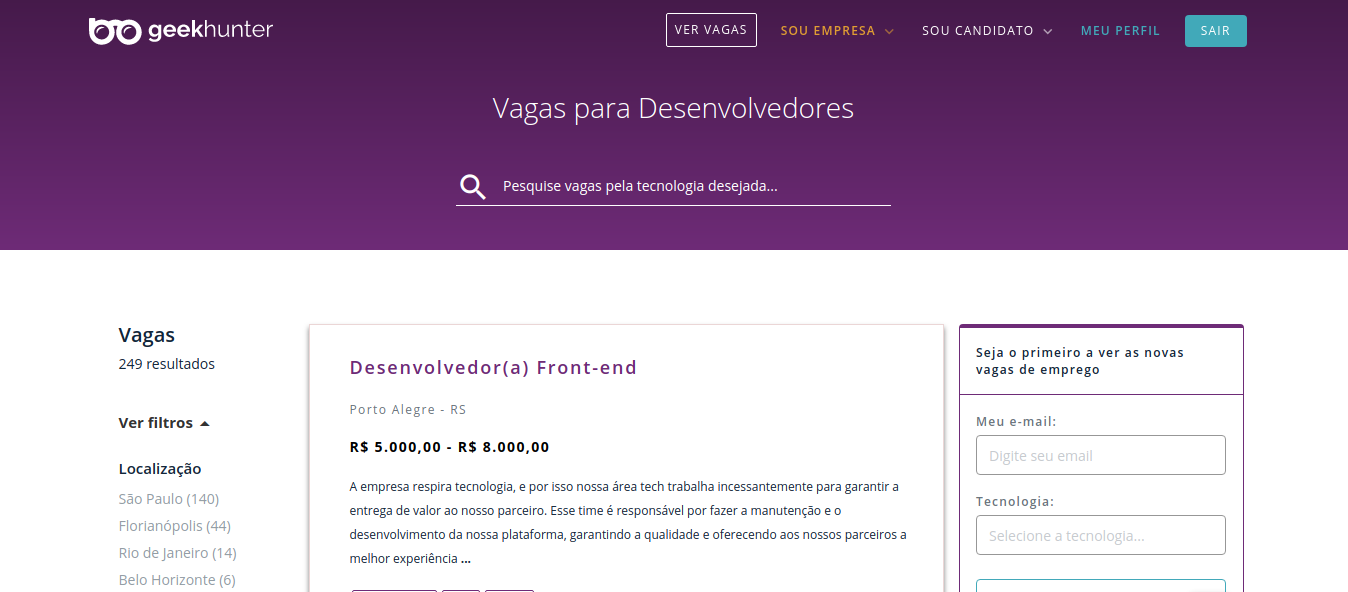 geekhunter
VER VAGAS
SOU EMPRESA
SOU CANDIDATO
MEU PERFIL
SAIR
Vagas para Desenvolvedores
Pesquise vagas pela tecnologia desejada...
Vagas
249 resultados
Ver filtros
Localização
São Paulo (140)
Florianópolis (44)
Rio de Janeiro (14)
Belo Horizonte (6)
Desenvolvedor(a) Front-end
Porto Alegre - RS
R$ 5.000,00 - R$ 8.000,00
A empresa respira tecnologia, e por isso nossa área tech trabalha incessantemente para garantir a
entrega de valor ao nosso parceiro. Esse time é responsável por fazer a manutenção e o
desenvolvimento da nossa plataforma, garantindo a qualidade e oferecendo aos nossos parceiros a
melhor experiência ...
Seja o primeiro a ver as novas
vagas de emprego
Meu e-mail:
Digite seu email
Tecnologia:
Selecione a tecnologia...